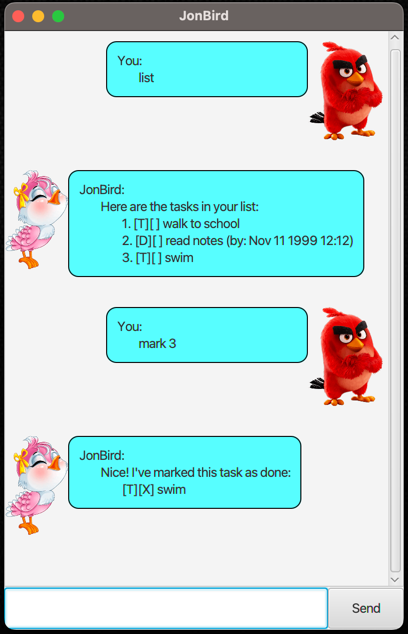 JonBird
You:
list
JonBird:
Here are the tasks in your list:
1. [T][ ] walk to school
2. [D][ ] read notes (by: Nov 11 1999 12:12)
3. [T][ ] swim
You:
mark 3
JonBird:
Nice! I've marked this task as done:
[T][X] swim
Send